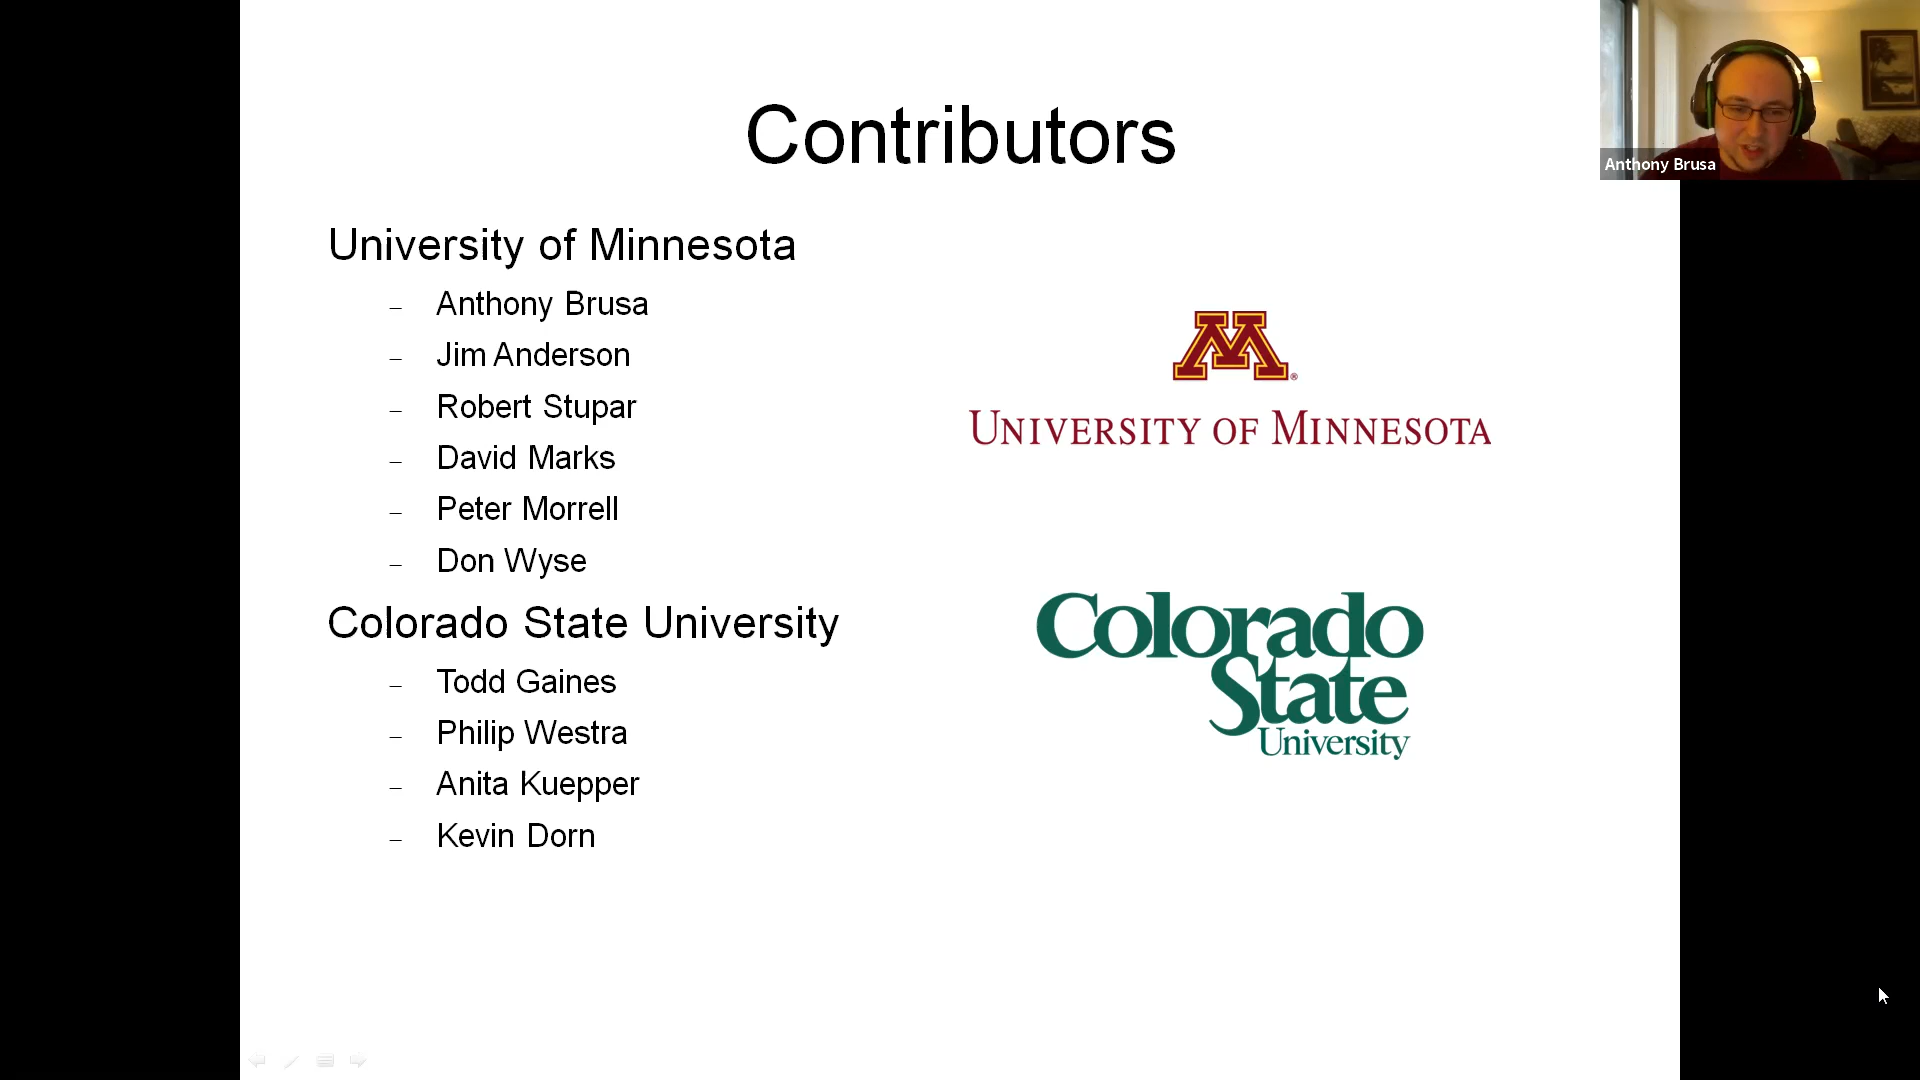 Contributors
Anthony Brusa
University of Minnesota
– Anthony Brusa
– Jim Anderson
– Robert Stupar
– David Marks
– Peter Morrell
– Don Wyse
Colorado State University
– Todd Gaines
– Philip Westra
– Anita Kuepper
– Kevin Dorn
M®
UNIVERSITY OF MINNESOTA
Colorado
State
University